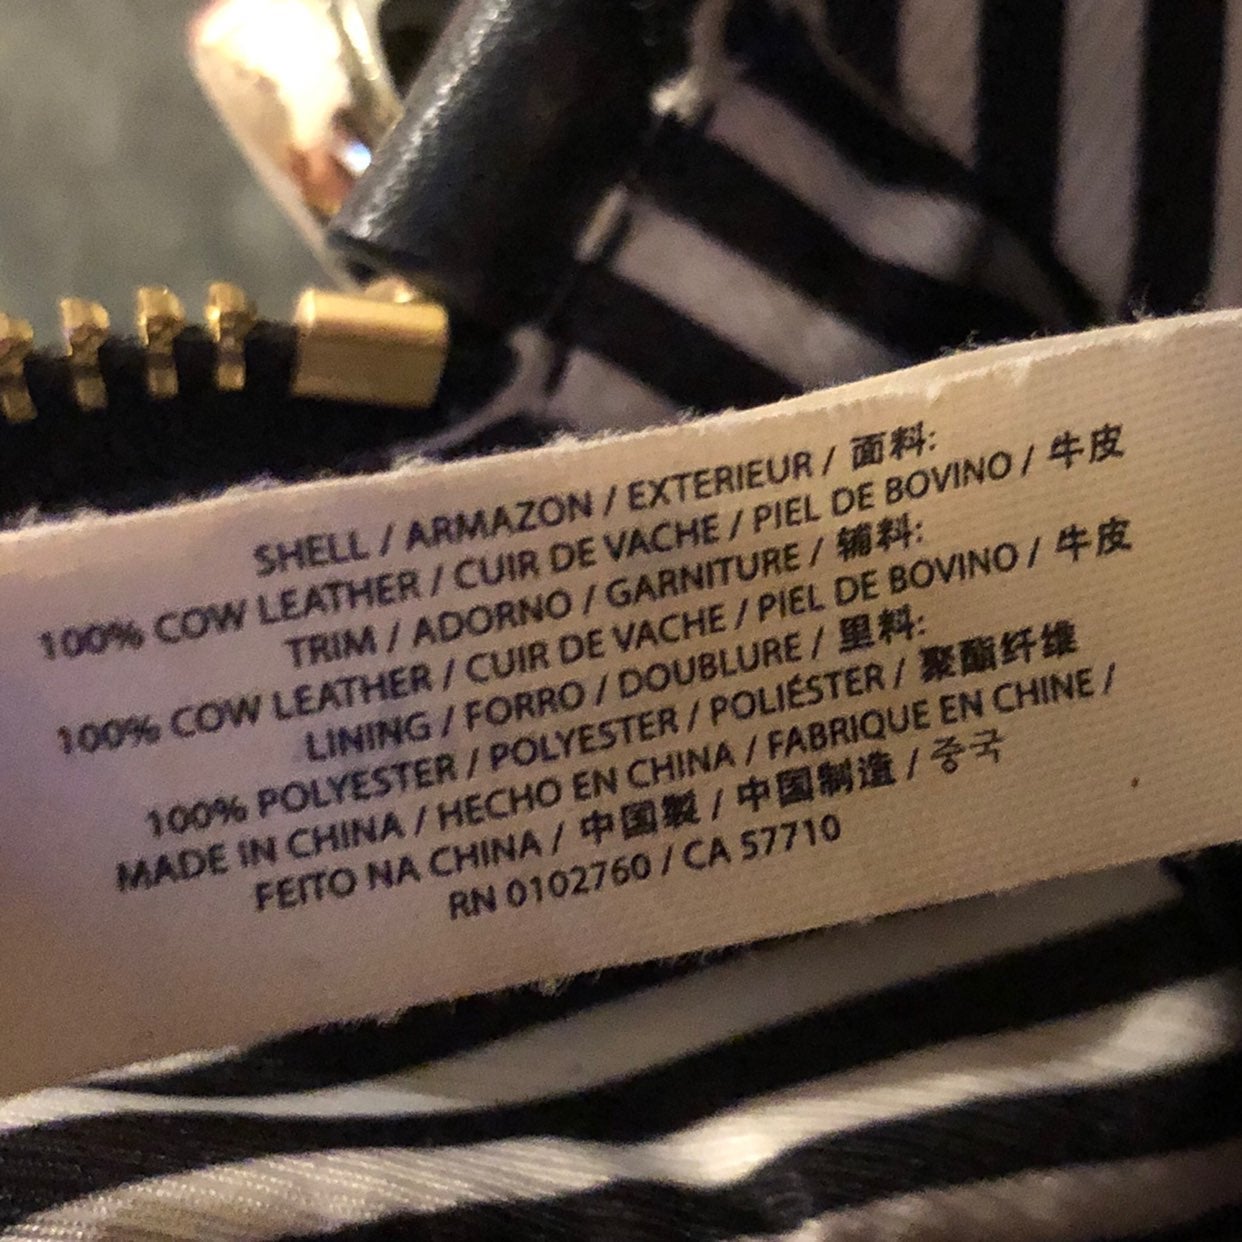 SHELL / ARMAZON / EXTERIEUR / 面料:
100% COW LEATHER / CUIR DE VACHE / PIEL DE BOVINO / 牛皮
TRIM / ADORNO / GARNITURE / 辅料:
100% COW LEATHER / CUIR DE VACHE / PIEL DE BOVINO / 牛皮
LINING / FORRO / DOUBLURE / 里料:
100% POLYESTER / POLYESTER / POLIÉSTER / 聚酯纤维
MADE IN CHINA / HECHO EN CHINA / FABRIQUE EN CHINE /
FEITO NA CHINA / 中国製 / 中国制造 / 중국
RN 0102760 / CA 57710